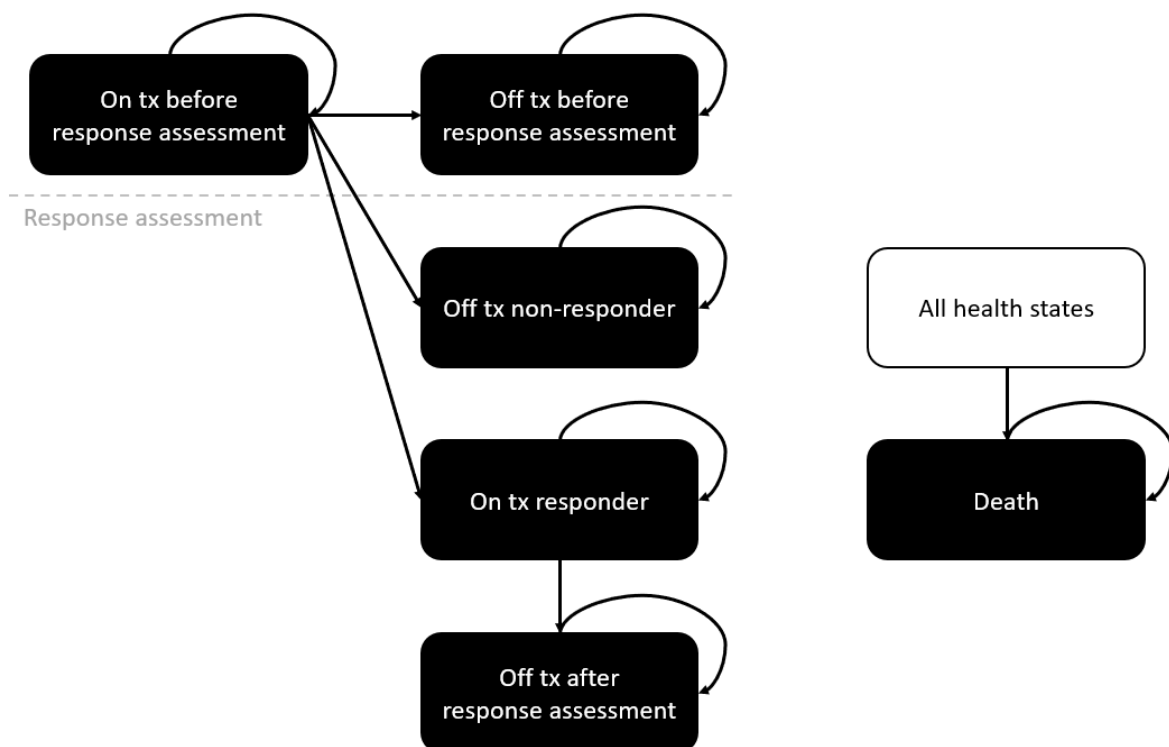 On tx before
response assessment
Off tx before
response assessment
Response assessment
Off tx non-responder
All health states
On tx responder
Death
Off tx after
response assessment